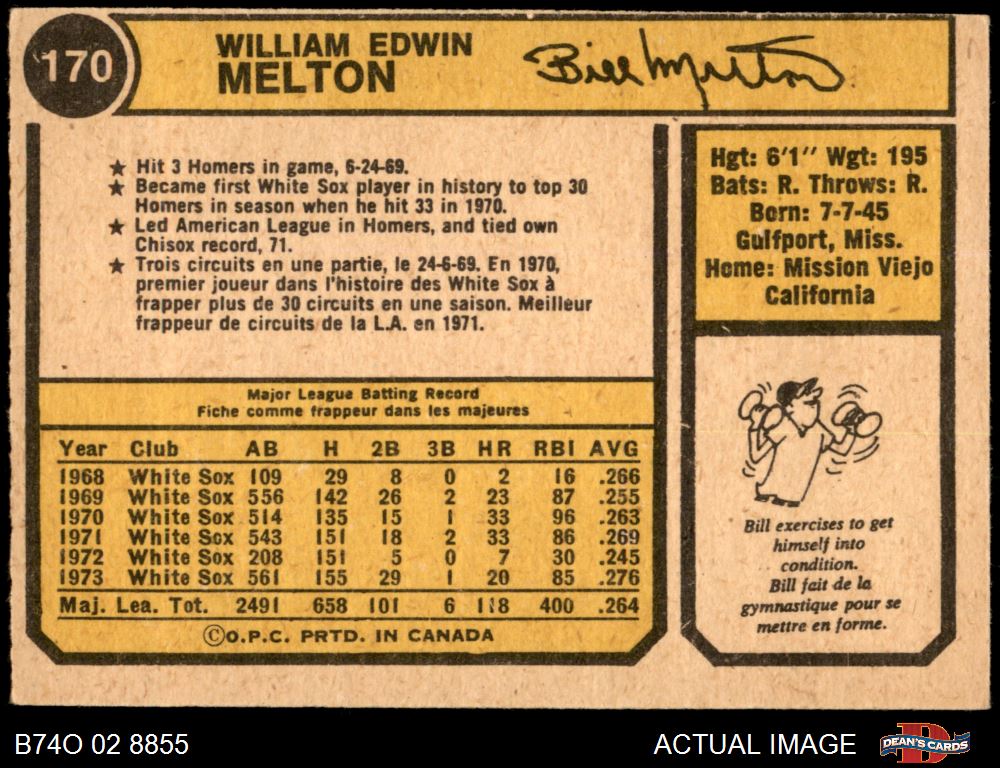 170
WILLIAM EDWIN
MELTON
Bill Melton
★ Hit 3 Homers in game, 6-24-69.
★ Became first White Sox player in history to top 30
Homers in season when he hit 33 in 1970.
★ Led American League in Homers, and tied own
Chisox record, 71.
★ Trois circuits en une partie, le 24-6-69. En 1970,
premier joueur dans l'histoire des White Sox à
frapper plus de 30 circuits en une saison. Meilleur
frappeur de circuits de la L.A. en 1971.
Hgt: 6'1" Wgt: 195
Bats: R. Throws: R.
Born: 7-7-45
Gulfport, Miss.
Home: Mission Viejo
California
Major League Batting Record
Fiche comme frappeur dans les majeures
Year Club AB H 2B 3B HR RBI AVG
1968 White Sox 109 29 8 0 2 16 .266
1969 White Sox 556 142 26 2 23 87 .255
1970 White Sox 514 135 15 1 33 96 .263
1971 White Sox 543 151 18 2 33 86 .269
1972 White Sox 208 151 5 0 7 30 .245
1973 White Sox 561 155 29 1 20 85 .276
Maj. Lea. Tot. 2491 658 101 6 118 400 .264
©O.P.C. PRTD. IN CANADA
Bill exercises to get
himself into
condition.
Bill fait de la
gymnastique pour se
mettre en forme.
B74O 02 8855
ACTUAL IMAGE
DEAN'S CARDS